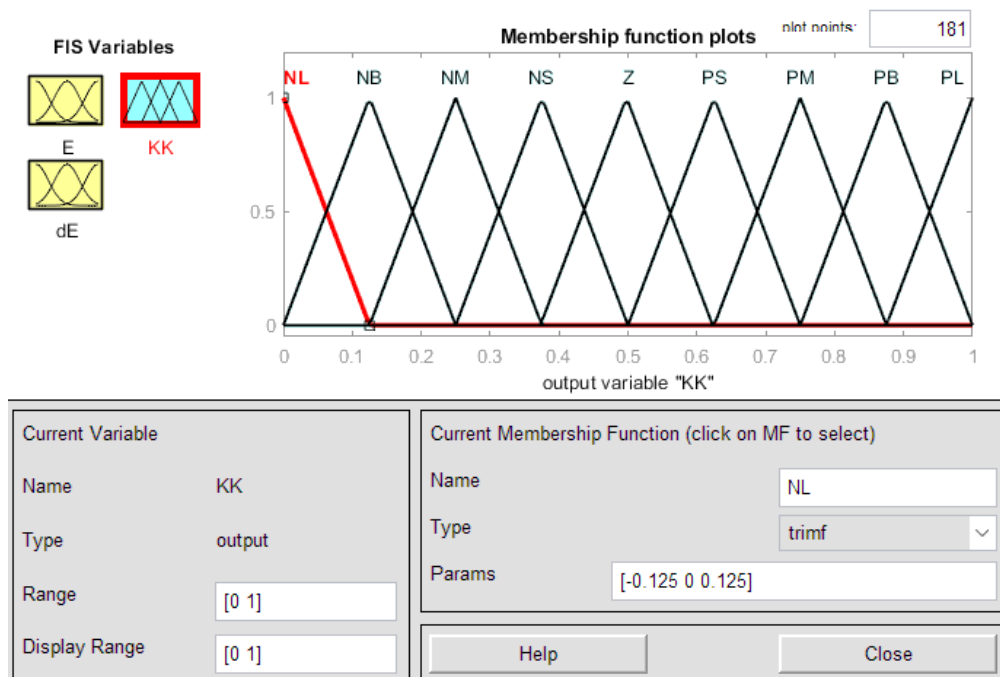 FIS Variables
E
KK
dE
Membership function plots
plot points:
181
NL NB NM NS Z PS PM PB PL
1
0.5
0
0 0.1 0.2 0.3 0.4 0.5 0.6 0.7 0.8 0.9 1
output variable "KK"
Current Variable
Name KK
Type output
Range [0 1]
Display Range [0 1]
Current Membership Function (click on MF to select)
Name NL
Type trimf
Params [-0.125 0 0.125]
Help Close